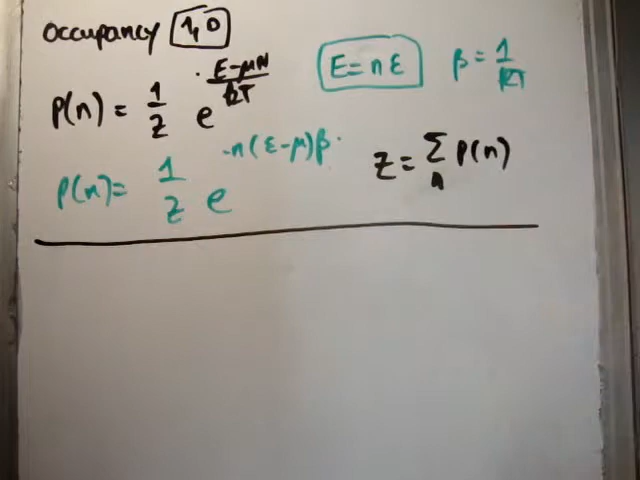 occupancy 1,0
P(n) = 1/Z e^{-(E-μN)/kT}
E = nε β = 1/kT
P(n) = 1/Z e^{-n(ε-μ)β}
Z = Σ_n P(n)